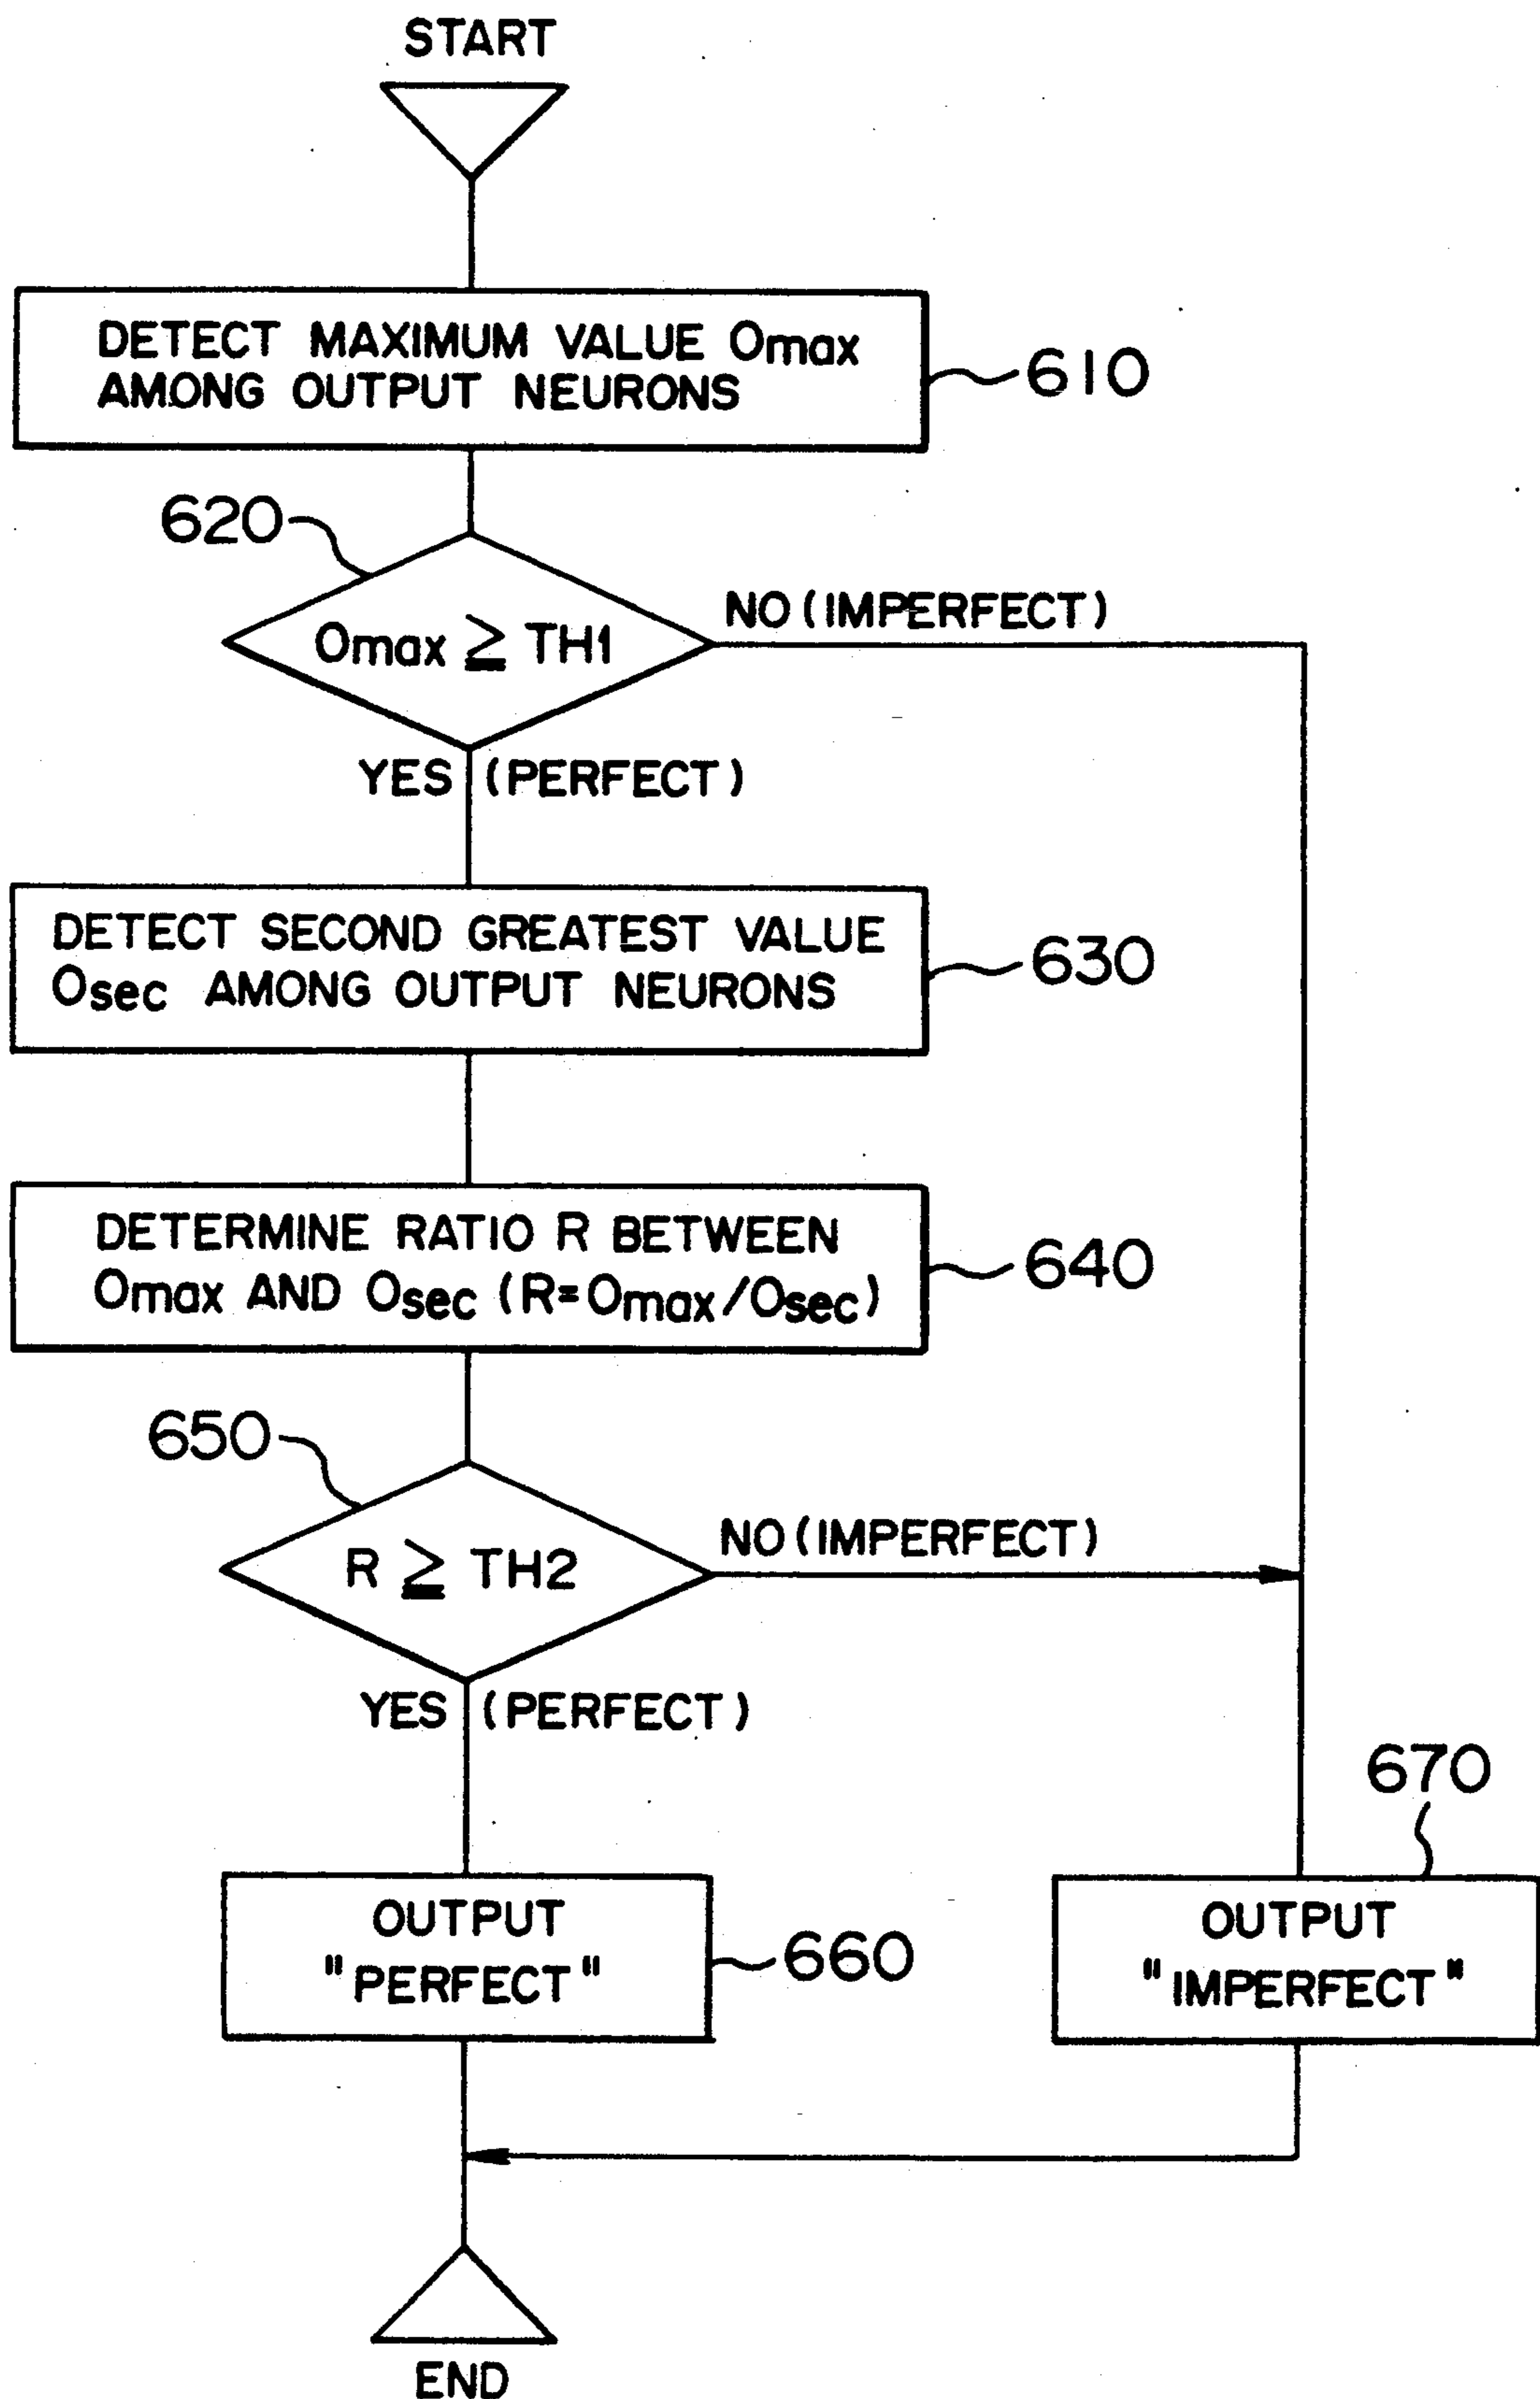 START
DETECT MAXIMUM VALUE Omax
AMONG OUTPUT NEURONS
610
620
Omax ≧ TH1
NO (IMPERFECT)
YES (PERFECT)
DETECT SECOND GREATEST VALUE
Osec AMONG OUTPUT NEURONS
630
DETERMINE RATIO R BETWEEN
Omax AND Osec (R=Omax/Osec)
640
650
R ≧ TH2
NO (IMPERFECT)
YES (PERFECT)
670
OUTPUT
"PERFECT"
660
OUTPUT
"IMPERFECT"
END